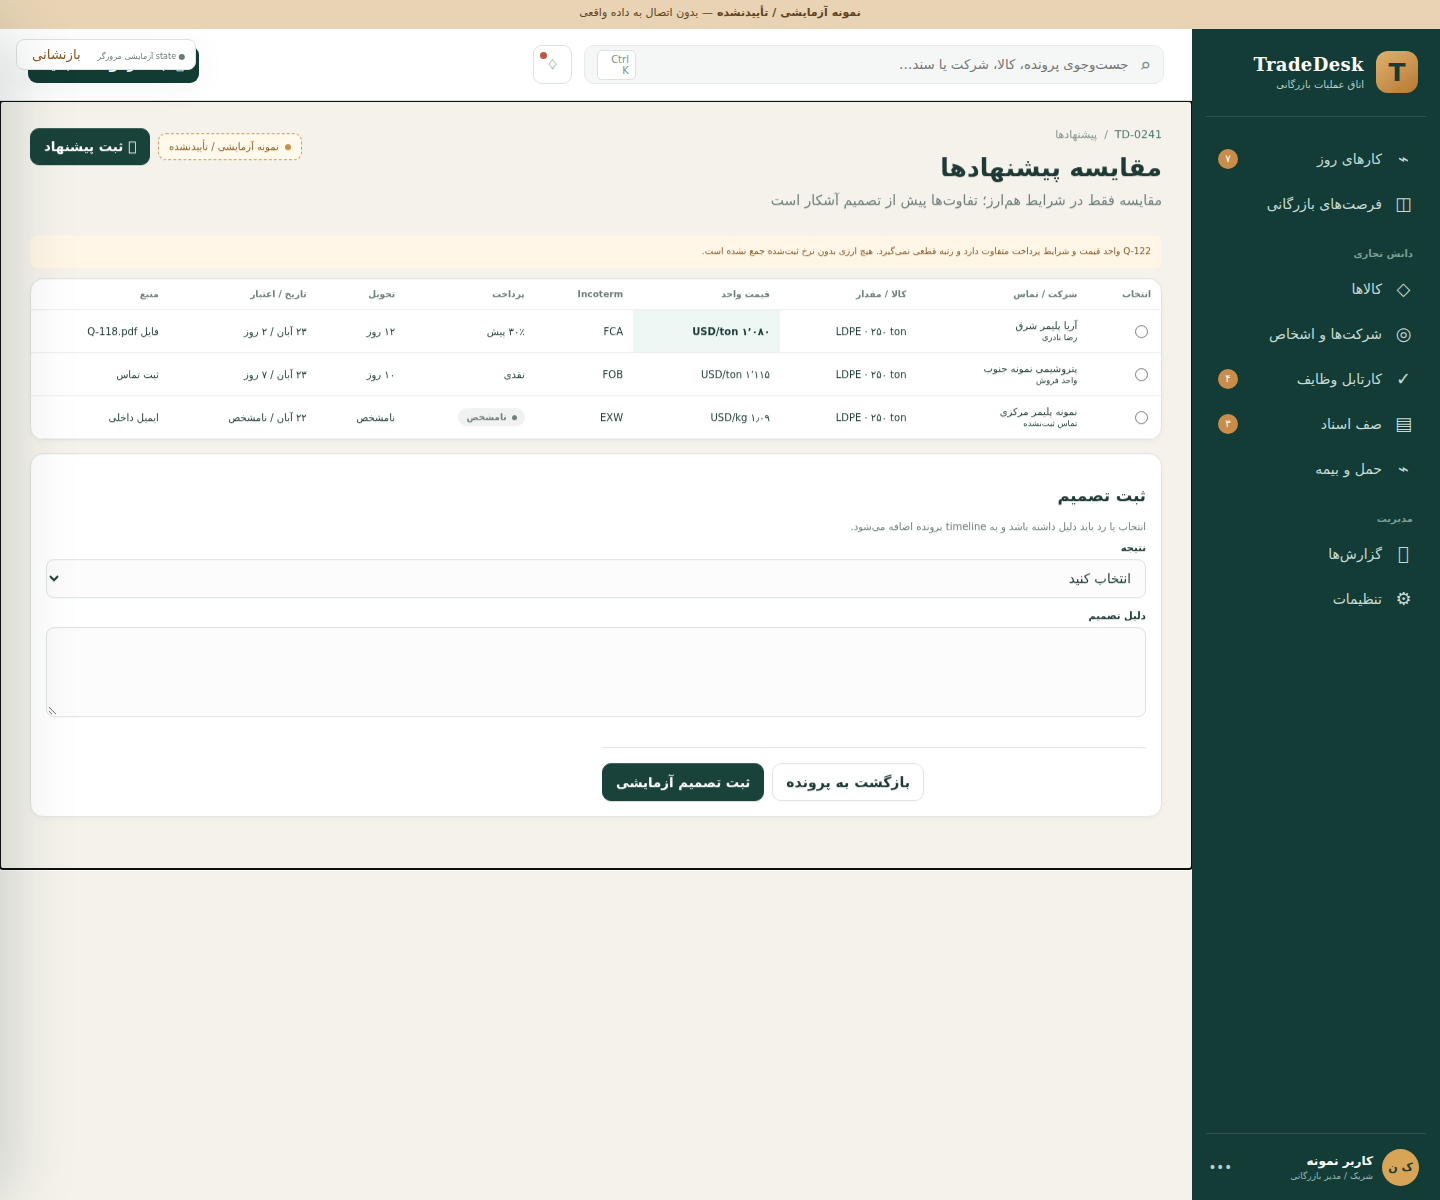 نمونه آزمایشی / تأییدنشده — بدون اتصال به داده واقعی
T
TradeDesk
اتاق عملیات بازرگانی
کارهای روز
۷
فرصت‌های بازرگانی
دانش تجاری
کالاها
شرکت‌ها و اشخاص
کارتابل وظایف
۴
صف اسناد
۳
حمل و بیمه
مدیریت
گزارش‌ها
تنظیمات
ک ن
کاربر نمونه
شریک / مدیر بازرگانی
•••
جست‌وجوی پرونده، کالا، شرکت یا سند…
Ctrl
K
state آزمایشی مرورگر
بازنشانی
TD-0241 / پیشنهادها
مقایسه پیشنهادها
مقایسه فقط در شرایط هم‌ارز؛ تفاوت‌ها پیش از تصمیم آشکار است
نمونه آزمایشی / تأییدنشده
ثبت پیشنهاد
Q-122 واحد قیمت و شرایط پرداخت متفاوت دارد و رتبه قطعی نمی‌گیرد. هیچ ارزی بدون نرخ ثبت‌شده جمع نشده است.
انتخاب شرکت / تماس کالا / مقدار قیمت واحد Incoterm پرداخت تحویل تاریخ / اعتبار منبع
آریا پلیمر شرق
رضا نادری
LDPE · ۲۵۰ ton
USD/ton ۱٬۰۸۰
FCA
۳۰٪ پیش
۱۲ روز
۲۳ آبان / ۲ روز
فایل Q-118.pdf
پتروشیمی نمونه جنوب
واحد فروش
LDPE · ۲۵۰ ton
USD/ton ۱٬۱۱۵
FOB
نقدی
۱۰ روز
۲۳ آبان / ۷ روز
ثبت تماس
نمونه پلیمر مرکزی
تماس ثبت‌نشده
LDPE · ۲۵۰ ton
USD/kg ۱٫۰۹
EXW
نامشخص
نامشخص
۲۲ آبان / نامشخص
ایمیل داخلی
ثبت تصمیم
انتخاب یا رد باید دلیل داشته باشد و به timeline پرونده اضافه می‌شود.
نتیجه
انتخاب کنید
دلیل تصمیم
بازگشت به پرونده
ثبت تصمیم آزمایشی